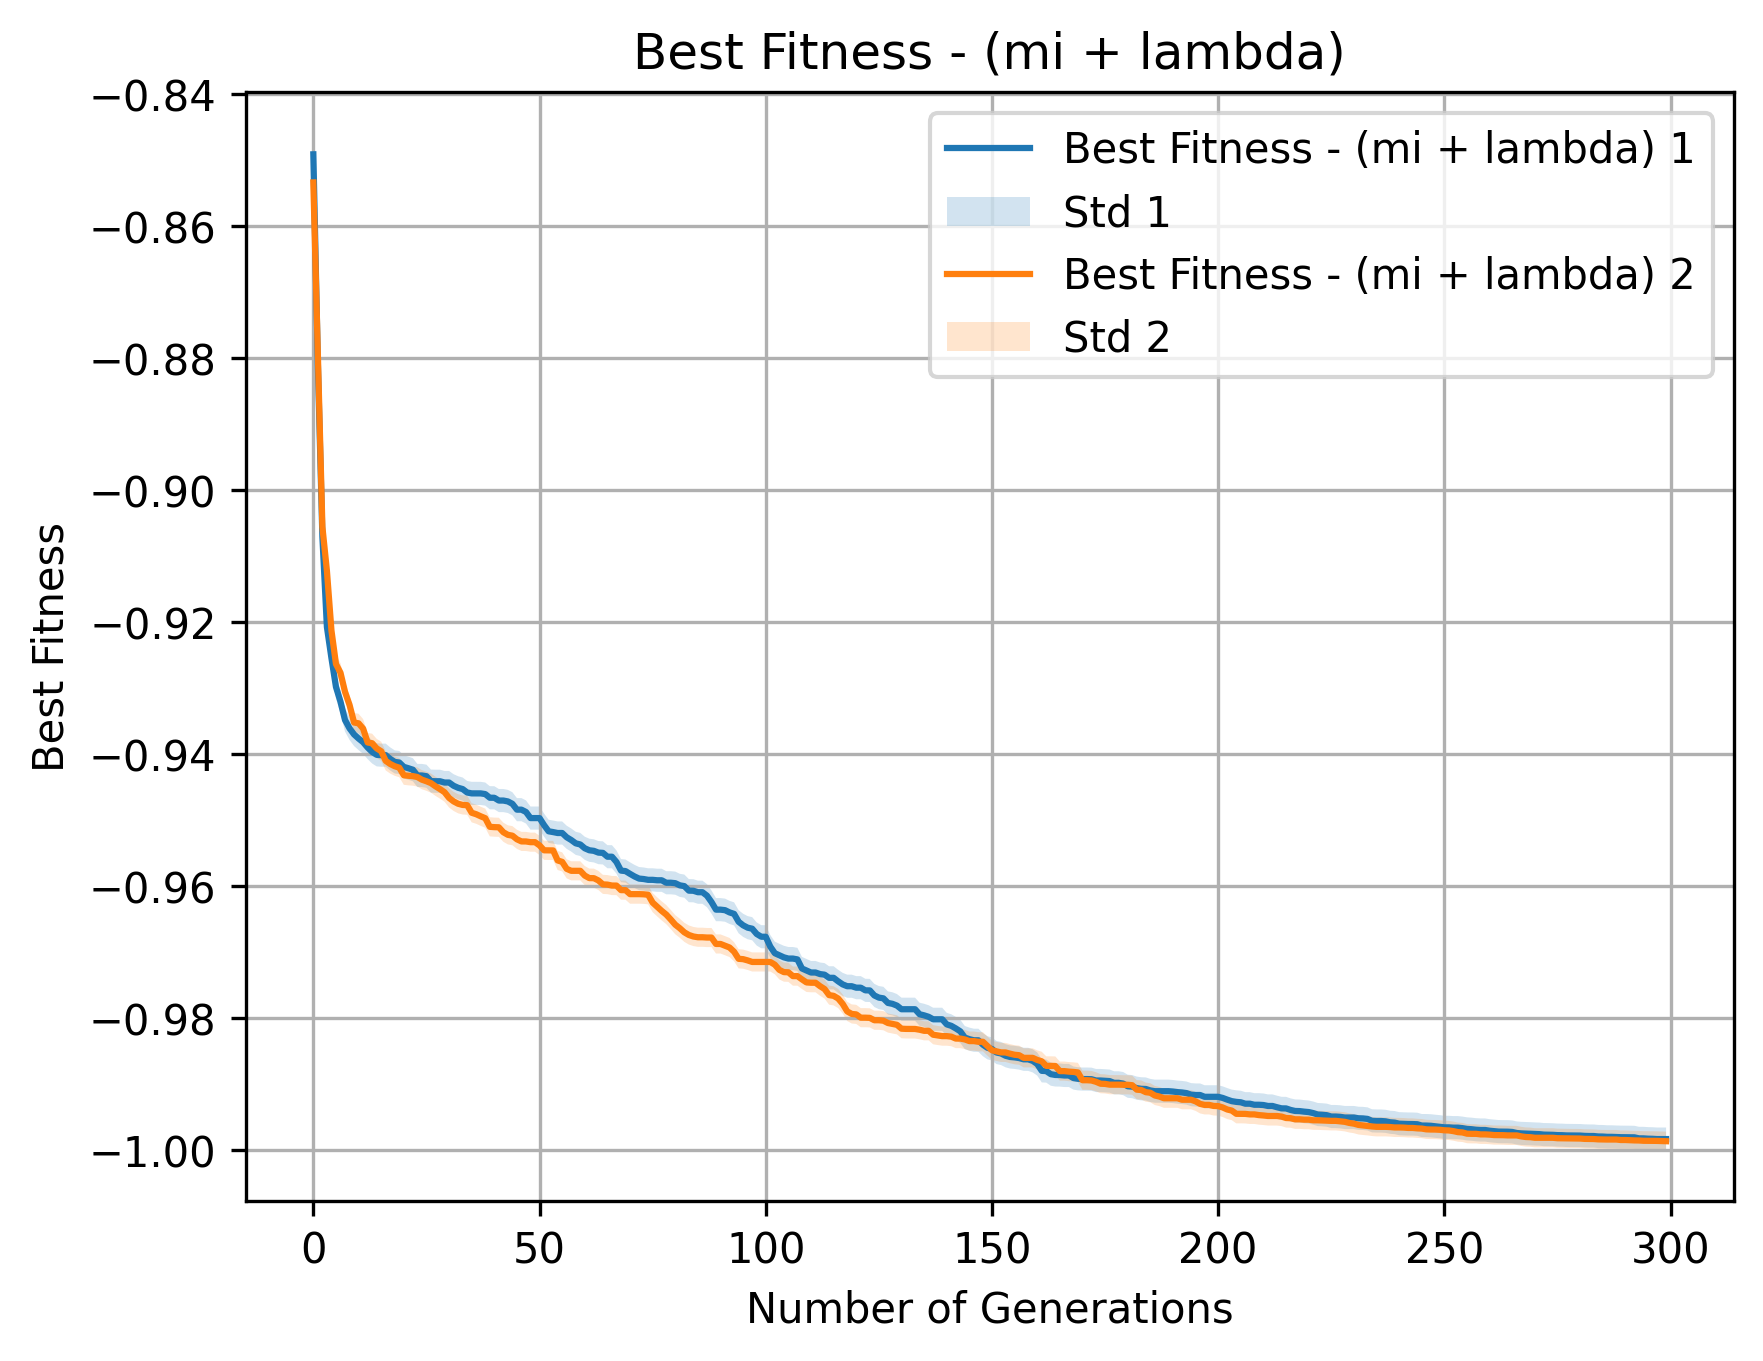 Best Fitness - (mi + lambda)
−0.84
−0.86
−0.88
−0.90
−0.92
−0.94
−0.96
−0.98
−1.00
Best Fitness
Best Fitness - (mi + lambda) 1
Std 1
Best Fitness - (mi + lambda) 2
Std 2
0 50 100 150 200 250 300
Number of Generations